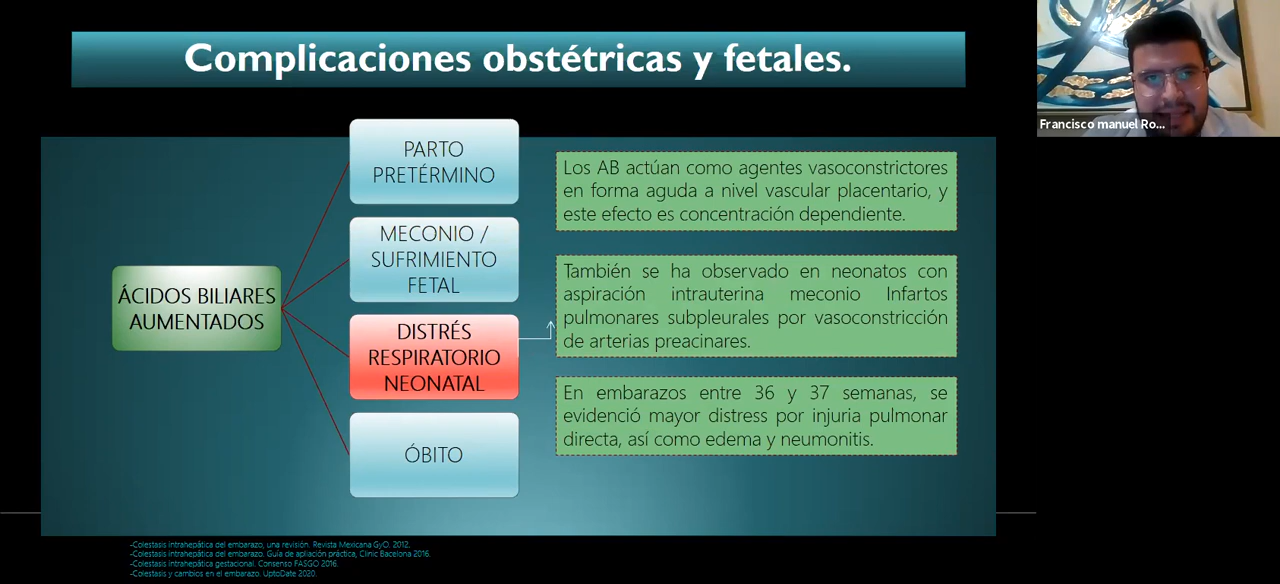 Complicaciones obstétricas y fetales.
Francisco manuel Ro...
PARTO
PRETÉRMINO
MECONIO /
SUFRIMIENTO
FETAL
ÁCIDOS BILIARES
AUMENTADOS
DISTRÉS
RESPIRATORIO
NEONATAL
ÓBITO
Los AB actúan como agentes vasoconstrictores
en forma aguda a nivel vascular placentario, y
este efecto es concentración dependiente.
También se ha observado en neonatos con
aspiración intrauterina meconio Infartos
pulmonares subpleurales por vasoconstricción
de arterias preacinares.
En embarazos entre 36 y 37 semanas, se
evidenció mayor distress por injuria pulmonar
directa, así como edema y neumonitis.
-Colestasis intrahepática del embarazo, una revisión. Revista Mexicana GyO. 2012.
-Colestasis intrahepática del embarazo. Guía de apliación práctica, Clinic Bacelona 2016.
-Colestasis intrahepática gestacional. Consenso FASGO 2016.
-Colestasis y cambios en el embarazo. UptoDate 2020.